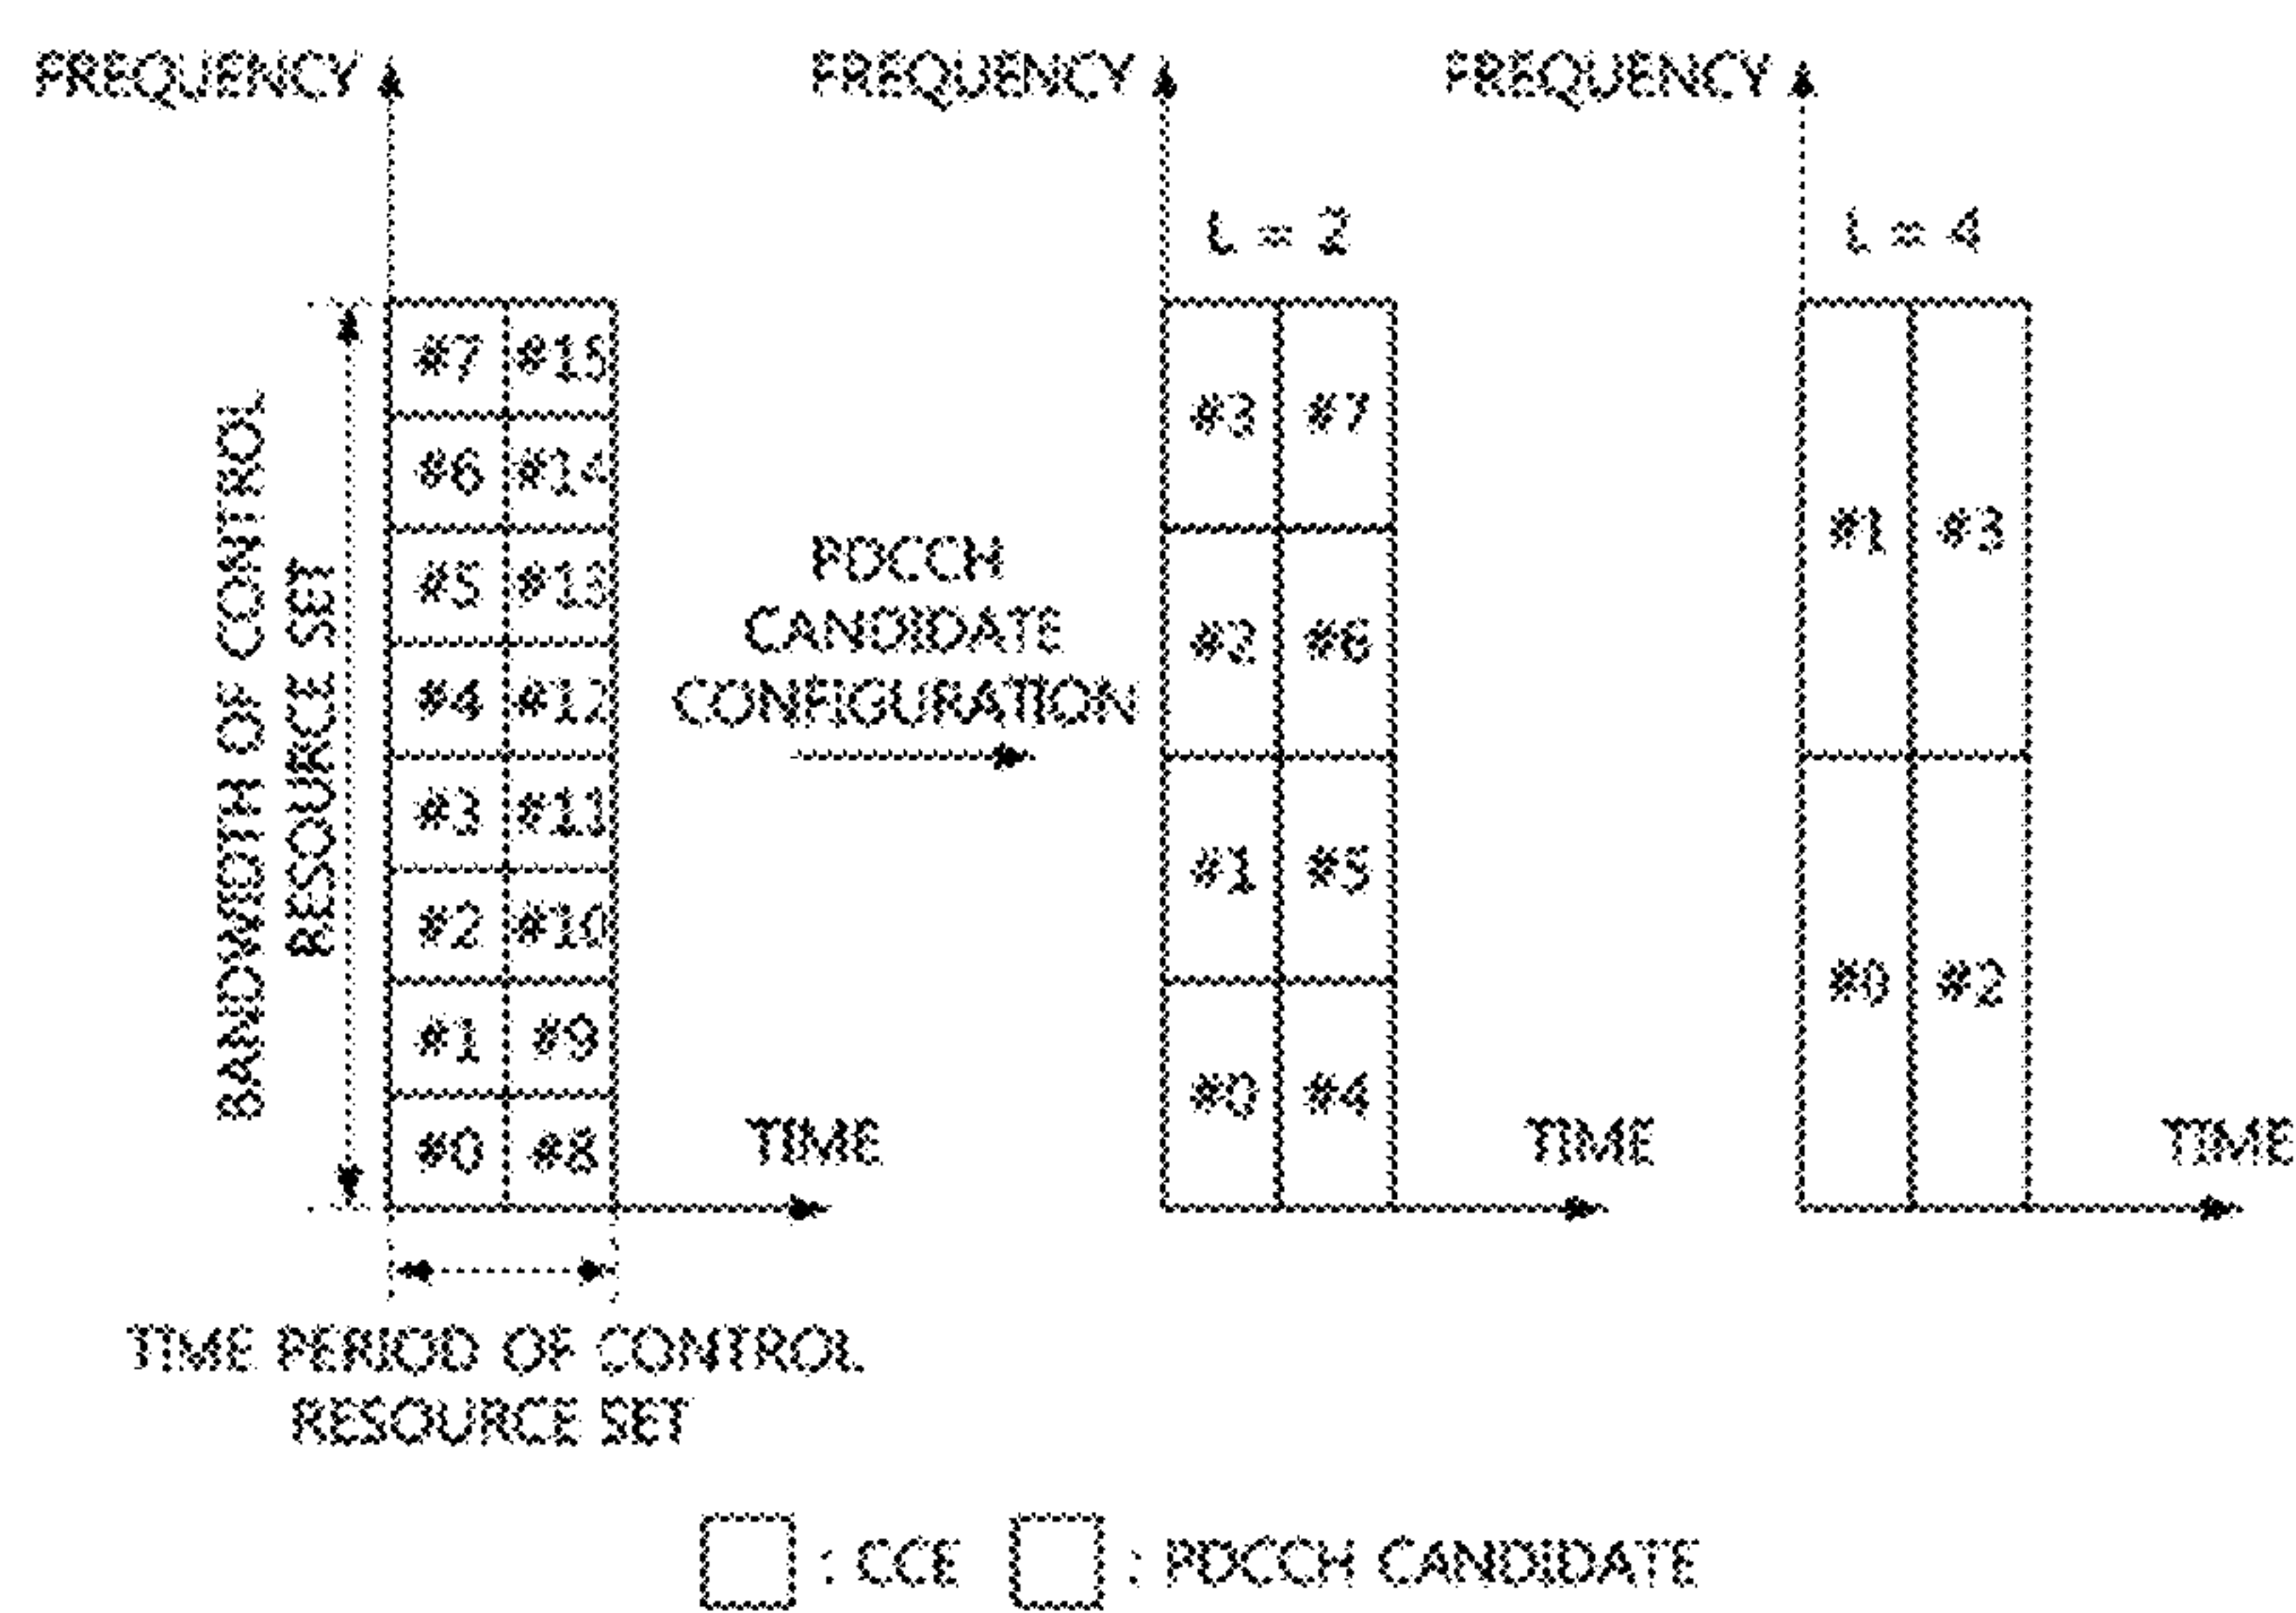 FREQUENCY
FREQUENCY
FREQUENCY
L = 2
L = 4
#7 #15
#6 #14
#5 #13
#4 #12
#3 #11
#2 #10
#1 #9
#0 #8
BANDWIDTH OF CONTROL
RESOURCE SET
TIME
TIME PERIOD OF CONTROL
RESOURCE SET
PDCCH
CANDIDATE
CONFIGURATION
#3 #7
#2 #6
#1 #5
#0 #4
TIME
#1 #3
#0 #2
TIME
: CCE
: PDCCH CANDIDATE